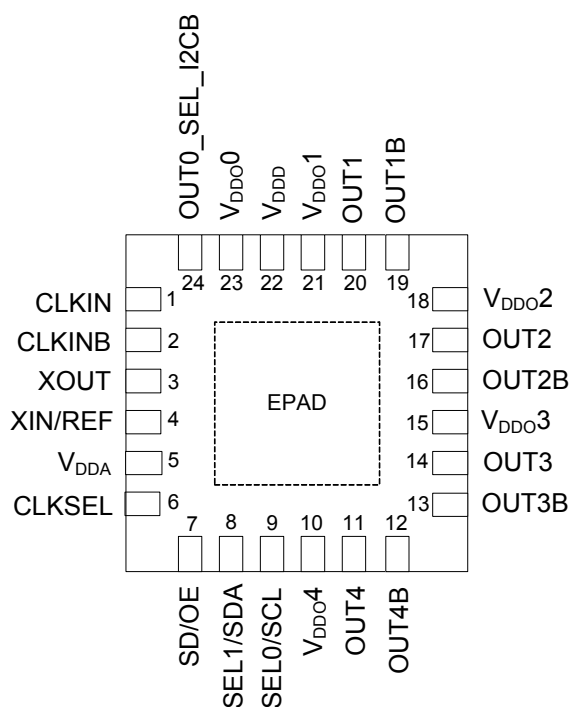 OUT0_SEL_I2CB
VDDO0
VDDD
VDDO1
OUT1
OUT1B
24
23
22
21
20
19
CLKIN
1
CLKINB
2
XOUT
3
XIN/REF
4
VDDA
5
CLKSEL
6
EPAD
18
VDDO2
17
OUT2
16
OUT2B
15
VDDO3
14
OUT3
13
OUT3B
7
8
9
10
11
12
SD/OE
SEL1/SDA
SEL0/SCL
VDDO4
OUT4
OUT4B